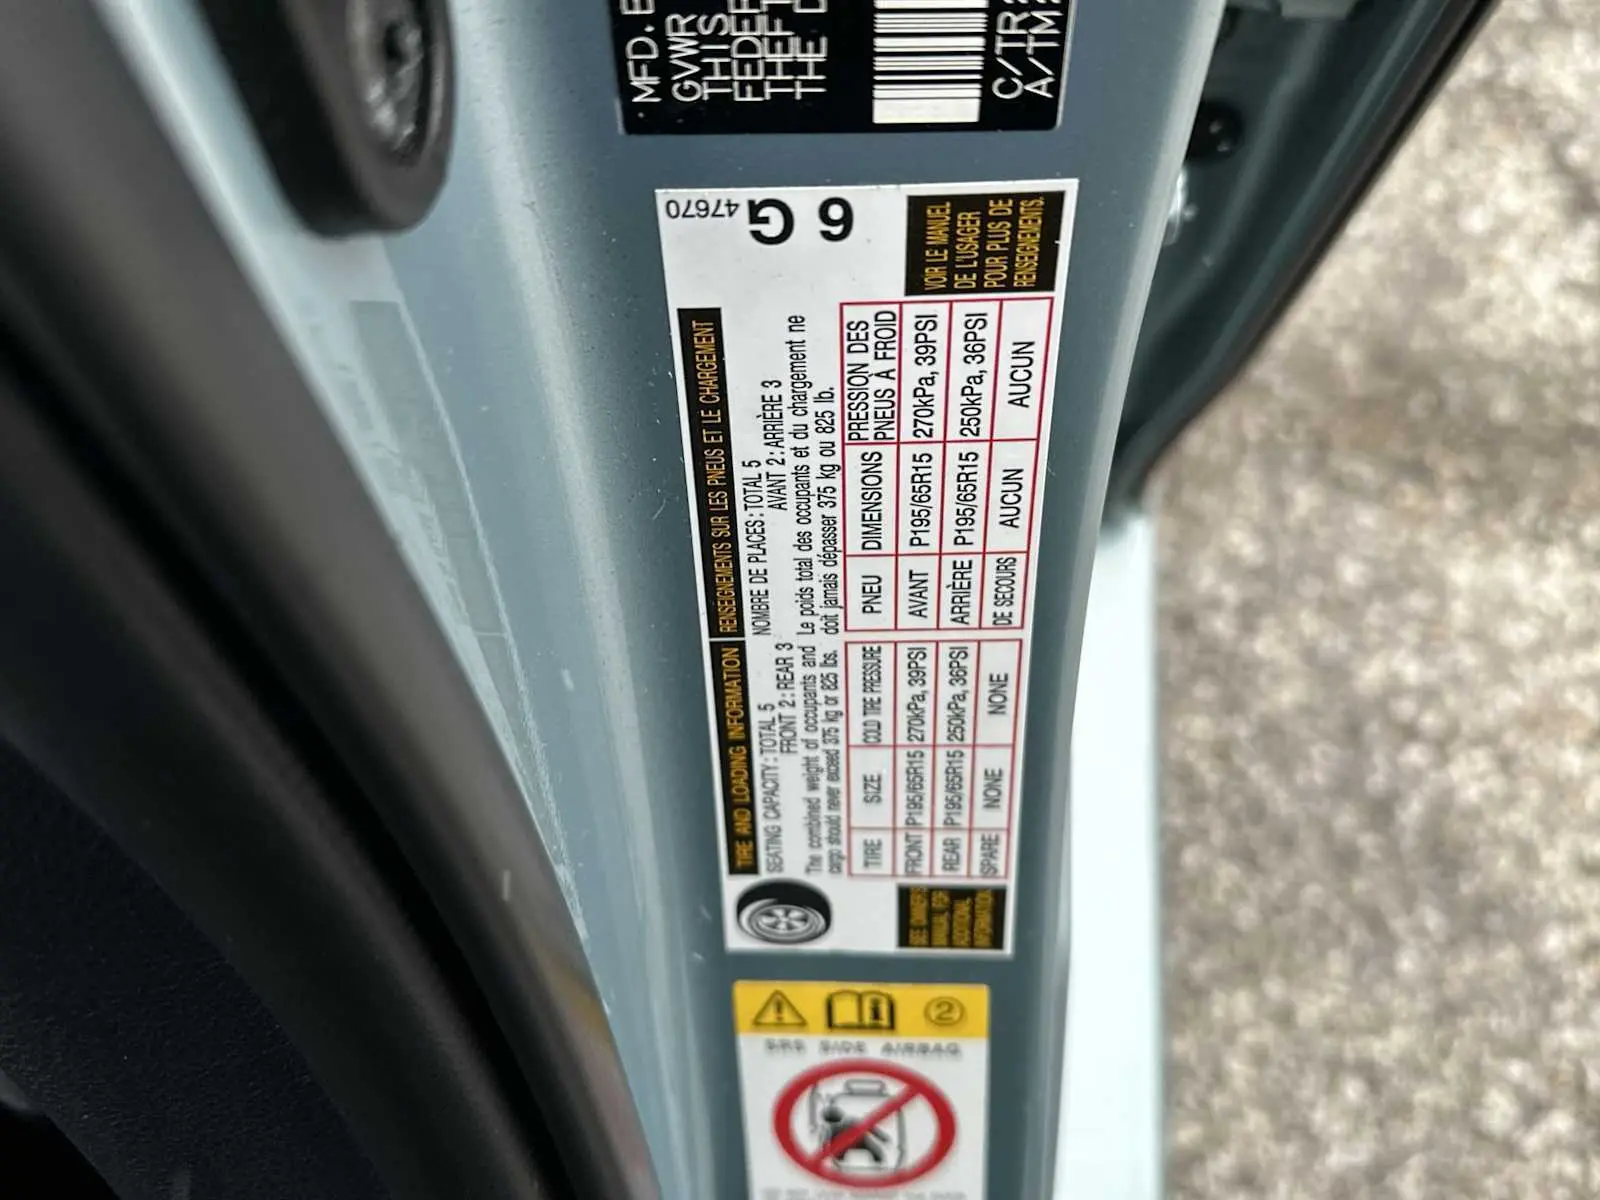 MFD. B
GVWR
THIS
FEDER
THEFT
THE D
C/TR
A/TM
47670
G 6
TIRE AND LOADING INFORMATION
RENSEIGNEMENTS SUR LES PNEUS ET LE CHARGEMENT
SEATING CAPACITY: TOTAL 5
FRONT 2: REAR 3
NOMBRE DE PLACES: TOTAL 5
AVANT 2: ARRIÈRE 3
The combined weight of occupants and
cargo should never exceed 375 kg or 825 lbs.
Le poids total des occupants et du chargement ne
doit jamais dépasser 375 kg ou 825 lb.
TIRE SIZE COLD TIRE PRESSURE
FRONT P195/65R15 270kPa, 39PSI
REAR P195/65R15 250kPa, 36PSI
SPARE NONE NONE
PNEU DIMENSIONS PRESSION DES
PNEUS À FROID
AVANT P195/65R15 270kPa, 39PSI
ARRIÈRE P195/65R15 250kPa, 36PSI
DE SECOURS AUCUN AUCUN
SEE OWNER'S
MANUAL FOR
ADDITIONAL
INFORMATION.
VOIR LE MANUEL
DE L'USAGER
POUR PLUS DE
RENSEIGNEMENTS.
2
SRS SIDE AIRBAG